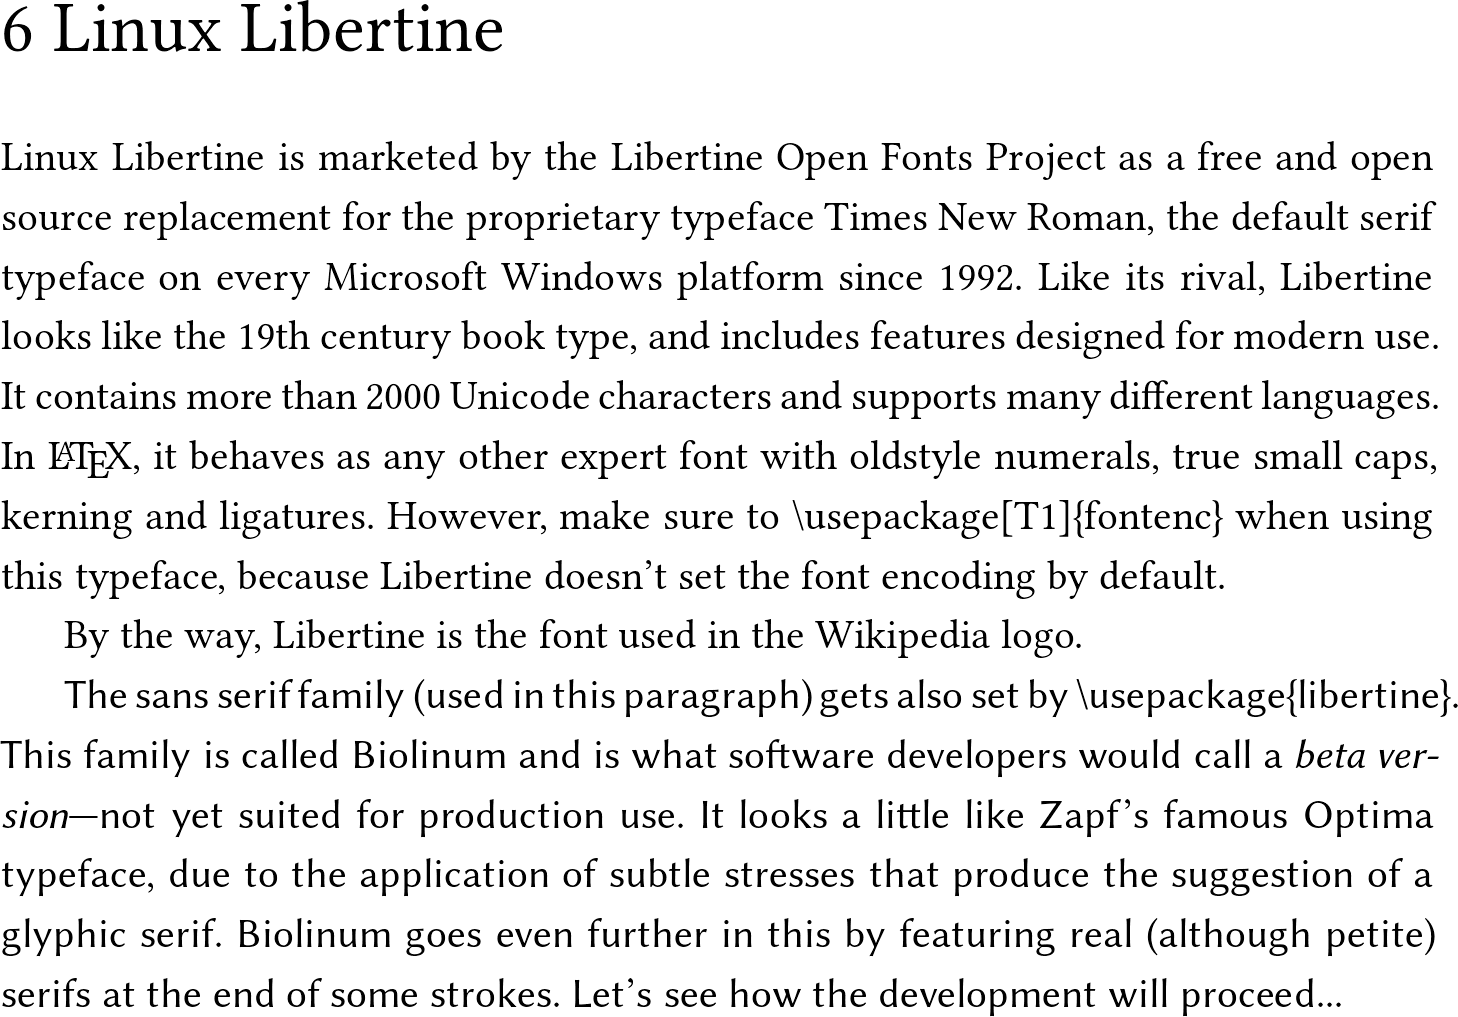 6 Linux Libertine
Linux Libertine is marketed by the Libertine Open Fonts Project as a free and open
source replacement for the proprietary typeface Times New Roman, the default serif
typeface on every Microsoft Windows platform since 1992. Like its rival, Libertine
looks like the 19th century book type, and includes features designed for modern use.
It contains more than 2000 Unicode characters and supports many different languages.
In LATEX, it behaves as any other expert font with oldstyle numerals, true small caps,
kerning and ligatures. However, make sure to \usepackage[T1]{fontenc} when using
this typeface, because Libertine doesn’t set the font encoding by default.
By the way, Libertine is the font used in the Wikipedia logo.
The sans serif family (used in this paragraph) gets also set by \usepackage{libertine}.
This family is called Biolinum and is what software developers would call a beta ver-
sion—not yet suited for production use. It looks a little like Zapf’s famous Optima
typeface, due to the application of subtle stresses that produce the suggestion of a
glyphic serif. Biolinum goes even further in this by featuring real (although petite)
serifs at the end of some strokes. Let’s see how the development will proceed...